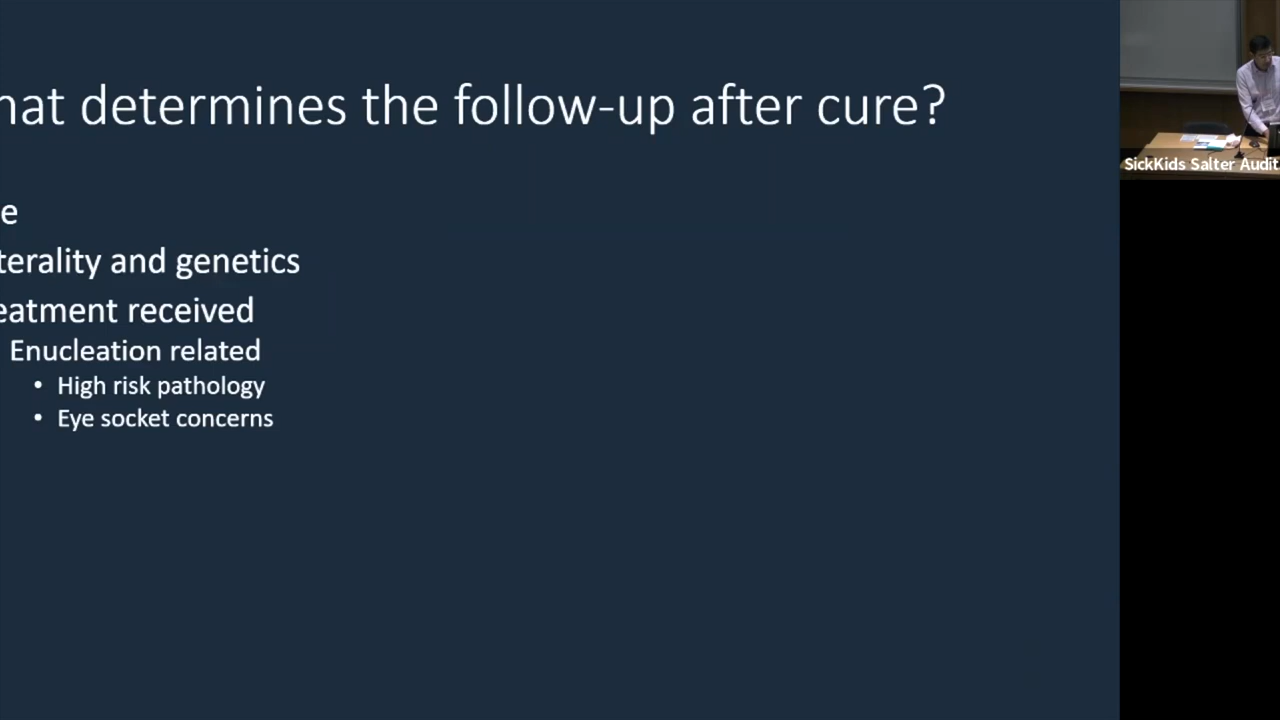 hat determines the follow-up after cure?
e
terality and genetics
eatment received
Enucleation related
• High risk pathology
• Eye socket concerns
SickKids Salter Audit